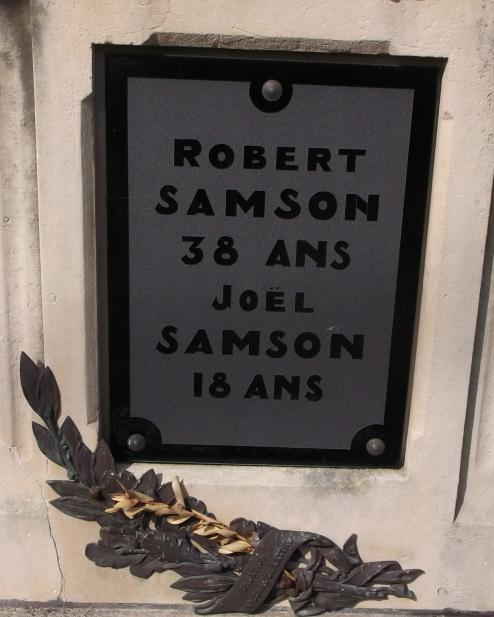 ROBERT
SAMSON
38 ANS
JOËL
SAMSON
18 ANS